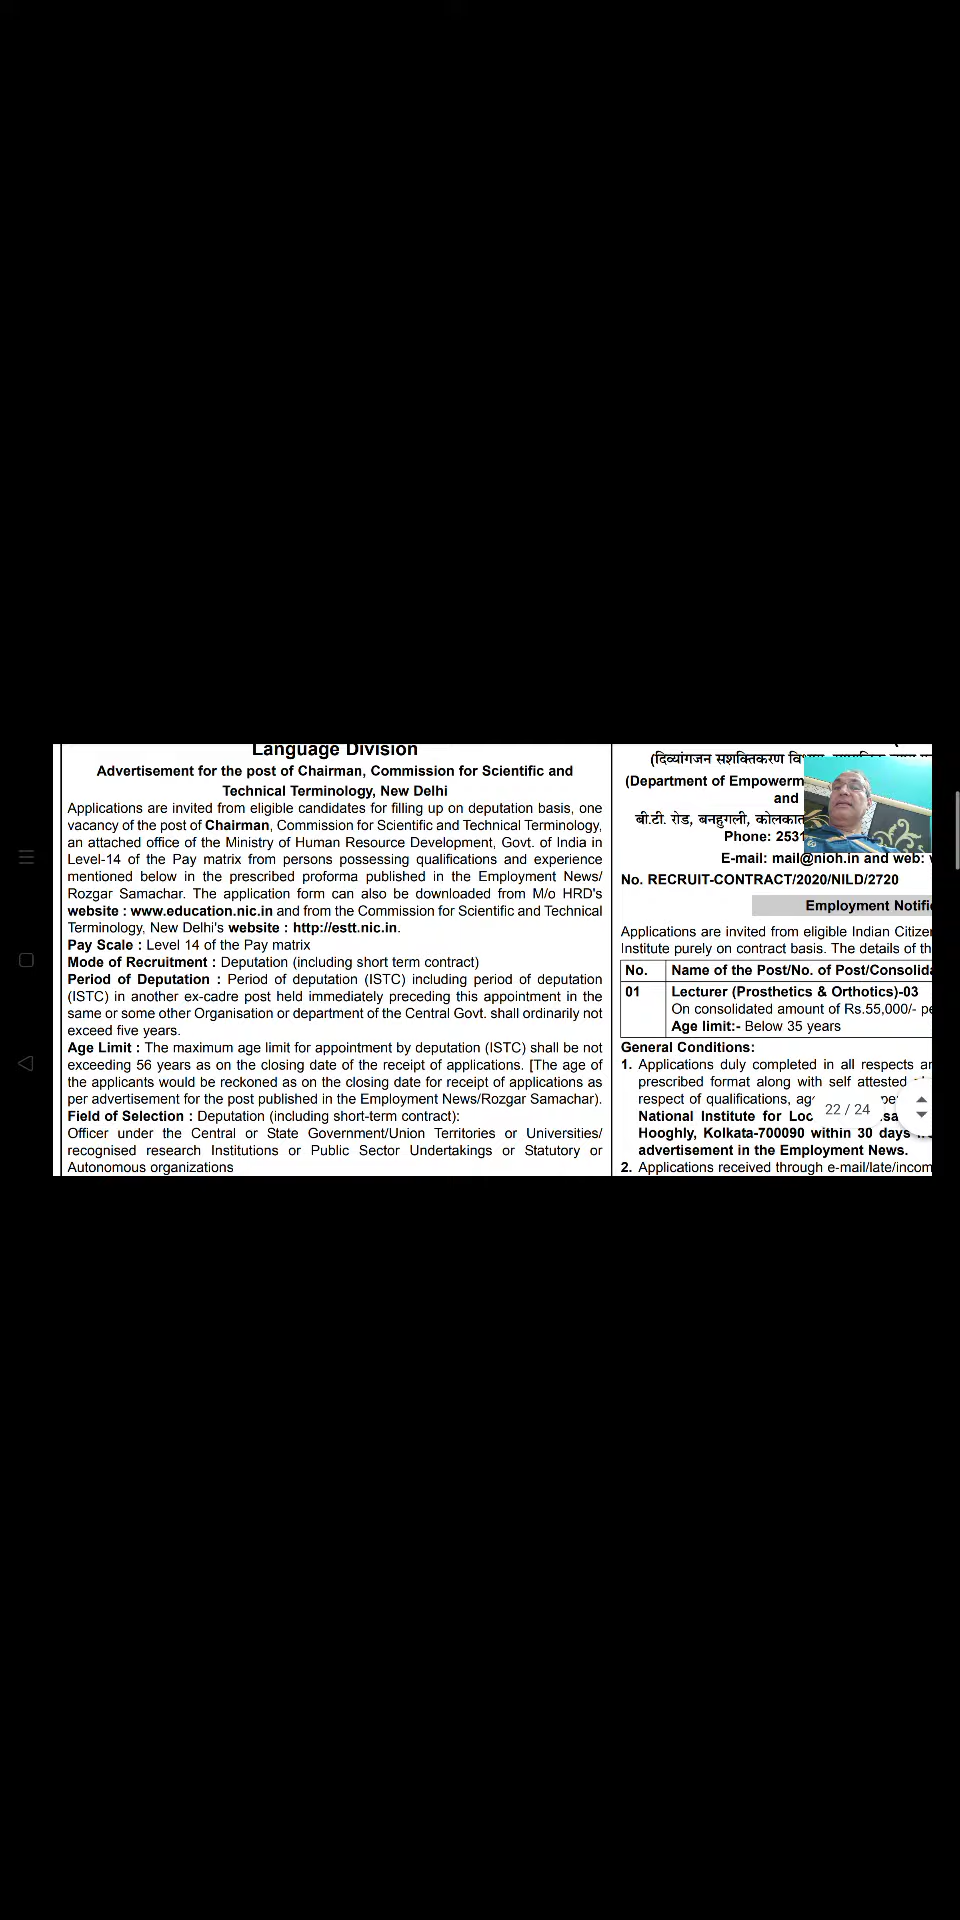 Language Division
Advertisement for the post of Chairman, Commission for Scientific and
Technical Terminology, New Delhi
Applications are invited from eligible candidates for filling up on deputation basis, one
vacancy of the post of Chairman, Commission for Scientific and Technical Terminology,
an attached office of the Ministry of Human Resource Development, Govt. of India in
Level-14 of the Pay matrix from persons possessing qualifications and experience
mentioned below in the prescribed proforma published in the Employment News/
Rozgar Samachar. The application form can also be downloaded from M/o HRD's
website : www.education.nic.in and from the Commission for Scientific and Technical
Terminology, New Delhi's website : http://estt.nic.in.
Pay Scale : Level 14 of the Pay matrix
Mode of Recruitment : Deputation (including short term contract)
Period of Deputation : Period of deputation (ISTC) including period of deputation
(ISTC) in another ex-cadre post held immediately preceding this appointment in the
same or some other Organisation or department of the Central Govt. shall ordinarily not
exceed five years.
Age Limit : The maximum age limit for appointment by deputation (ISTC) shall be not
exceeding 56 years as on the closing date of the receipt of applications. [The age of
the applicants would be reckoned as on the closing date for receipt of applications as
per advertisement for the post published in the Employment News/Rozgar Samachar).
Field of Selection : Deputation (including short-term contract):
Officer under the Central or State Government/Union Territories or Universities/
recognised research Institutions or Public Sector Undertakings or Statutory or
Autonomous organizations
(दिव्यांगजन सशक्तिकरण
(Department of Empowerm
and
बी.टी. रोड, बनहुगली, कोलकात
Phone: 2531
E-mail: mail@nioh.in and web:
No. RECRUIT-CONTRACT/2020/NILD/2720
Employment Notifi
Applications are invited from eligible Indian Citize
Institute purely on contract basis. The details of th
No. Name of the Post/No. of Post/Consolida
01 Lecturer (Prosthetics & Orthotics)-03
On consolidated amount of Rs.55,000/- pe
Age limit:- Below 35 years
General Conditions:
1. Applications duly completed in all respects an
prescribed format along with self attested
respect of qualifications, age
National Institute for Loc
Hooghly, Kolkata-700090 within 30 days
advertisement in the Employment News.
2. Applications received through e-mail/late/incom
22 / 24